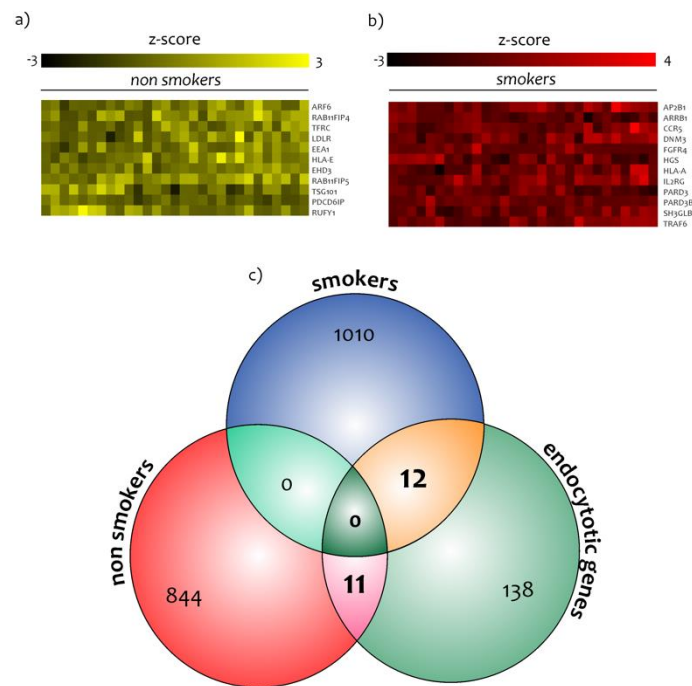 a)
z-score
-3
3
non smokers
ARF6
RAB11FIP4
TFRC
LDLR
EEA1
HLA-E
EHD3
RAB11FIP5
TSG101
PDCD6IP
RUFY1
b)
z-score
-3
4
smokers
AP2B1
ARRB1
CCR5
DNM3
FGFR4
HGS
HLA-A
IL2RG
PARD3
PARD3B
SH3GLB
TRAF6
c)
smokers
1010
non smokers
endocytotic genes
0
12
0
11
844
138